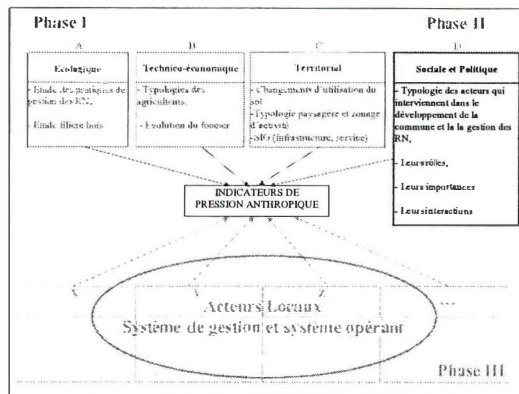 Phase I
Phase II
A
B
C
D
Ecologique
- Etude des pratiques de
gestion des RN,
- Etude filière bois
Technico-économique
- Typologies des
agriculteurs,
- Evolution du foncier
Territorial
- Changements d'utilisation du
sol
- Typologie paysagère et zonage
d'activité
- SIG (infrastructure, service)
Sociale et Politique
- Typologie des acteurs qui
interviennent dans le
développement de la
commune et la la gestion des
RN,
- Leurs rôles,
- Leurs importances
- Leurs interactions
INDICATEURS DE
PRESSION ANTHROPIQUE
...
Acteurs Locaux
Système de gestion et système opérant
Phase III